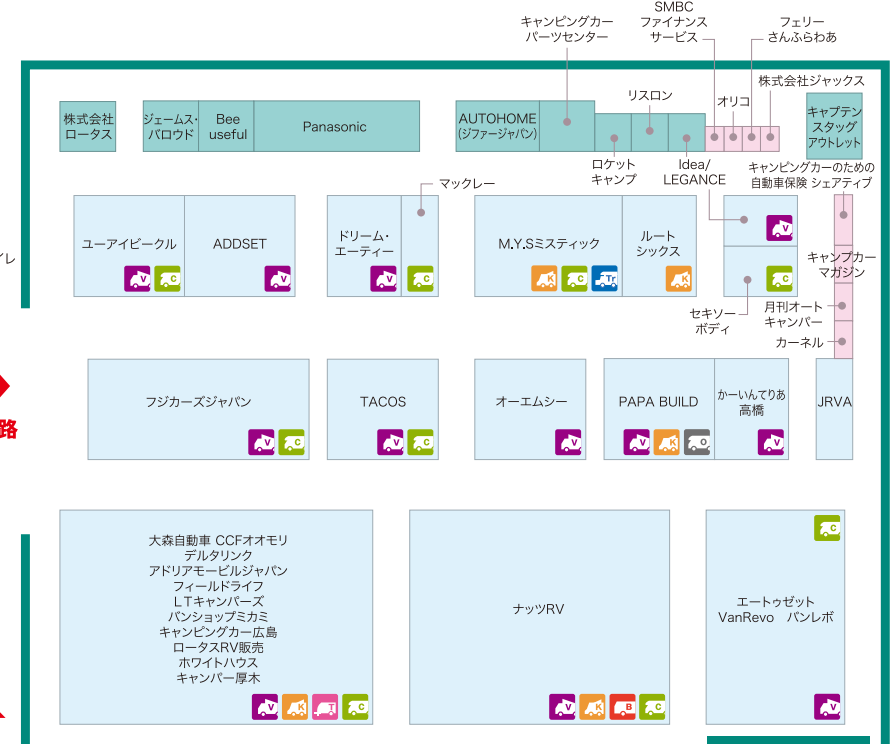 キャンピングカー
パーツセンター
SMBC
ファイナンス
サービス
フェリー
さんふらわあ
株式会社ジャックス
オリコ
リスロン
株式会社
ロータス
ジェームス・
バロウド
Bee
useful
Panasonic
AUTOHOME
(ジファージャパン)
キャプテン
スタッグ
アウトレット
ロケット
キャンプ
Idea/
LEGANCE
キャンピングカーのための
自動車保険 シェアティブ
マックレー
ユーアイビークル
V
C
ADDSET
V
ドリーム・
エーティー
V
C
M.Y.Sミスティック
K
C
Tr
ルート
シックス
K
V
C
イレ
キャンプカー
マガジン
セキソー
ボディ
月刊オート
キャンパー
カーネル
フジカーズジャパン
V
C
TACOS
V
C
オーエムシー
V
PAPA BUILD
V
K
O
かーいんてりあ
高橋
V
JRVA
路
大森自動車 CCFオオモリ
デルタリンク
アドリアモービルジャパン
フィールドライフ
LTキャンパーズ
バンショップミカミ
キャンピングカー広島
ロータスRV販売
ホワイトハウス
キャンパー厚木
V
K
T
C
ナッツRV
V
K
B
C
C
エートゥゼット
VanRevo バンレボ
V